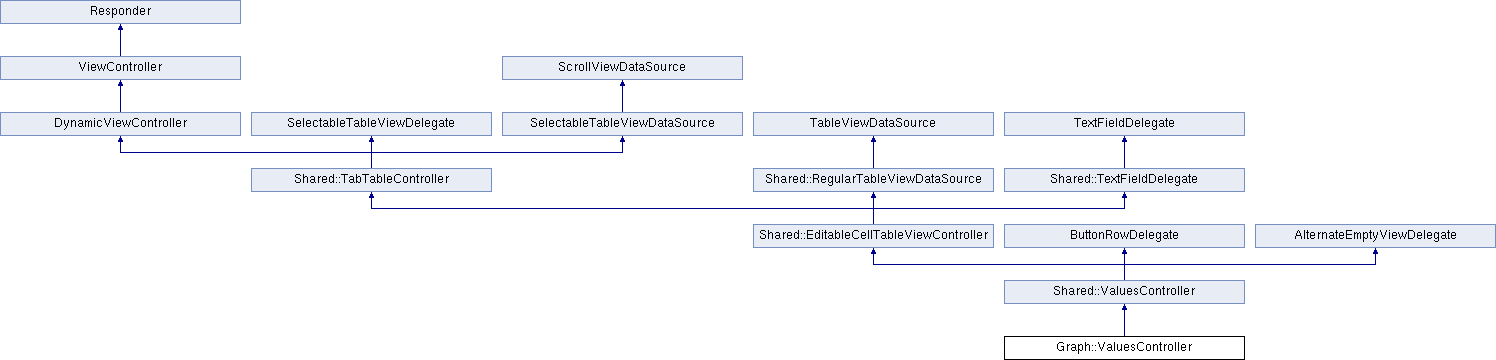 Responder
ViewController
ScrollViewDataSource
DynamicViewController
SelectableTableViewDelegate
SelectableTableViewDataSource
TableViewDataSource
TextFieldDelegate
Shared::TabTableController
Shared::RegularTableViewDataSource
Shared::TextFieldDelegate
Shared::EditableCellTableViewController
ButtonRowDelegate
AlternateEmptyViewDelegate
Shared::ValuesController
Graph::ValuesController